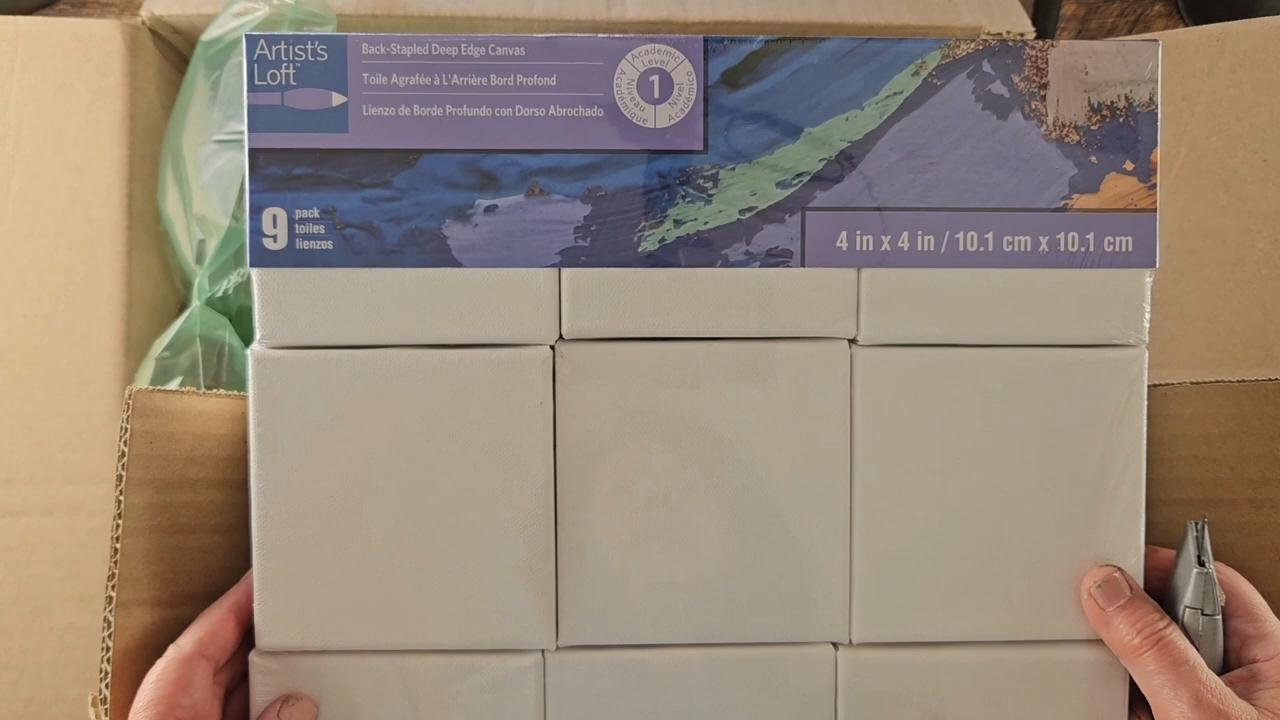 Artist's
Loft™
Back-Stapled Deep Edge Canvas
Toile Agrafée à L'Arrière Bord Profond
Lienzo de Borde Profundo con Dorso Abrochado
Academic
Level
1
Niveau
Académique
Nivel
Académico
9
pack
toiles
lienzos
4 in x 4 in / 10.1 cm x 10.1 cm